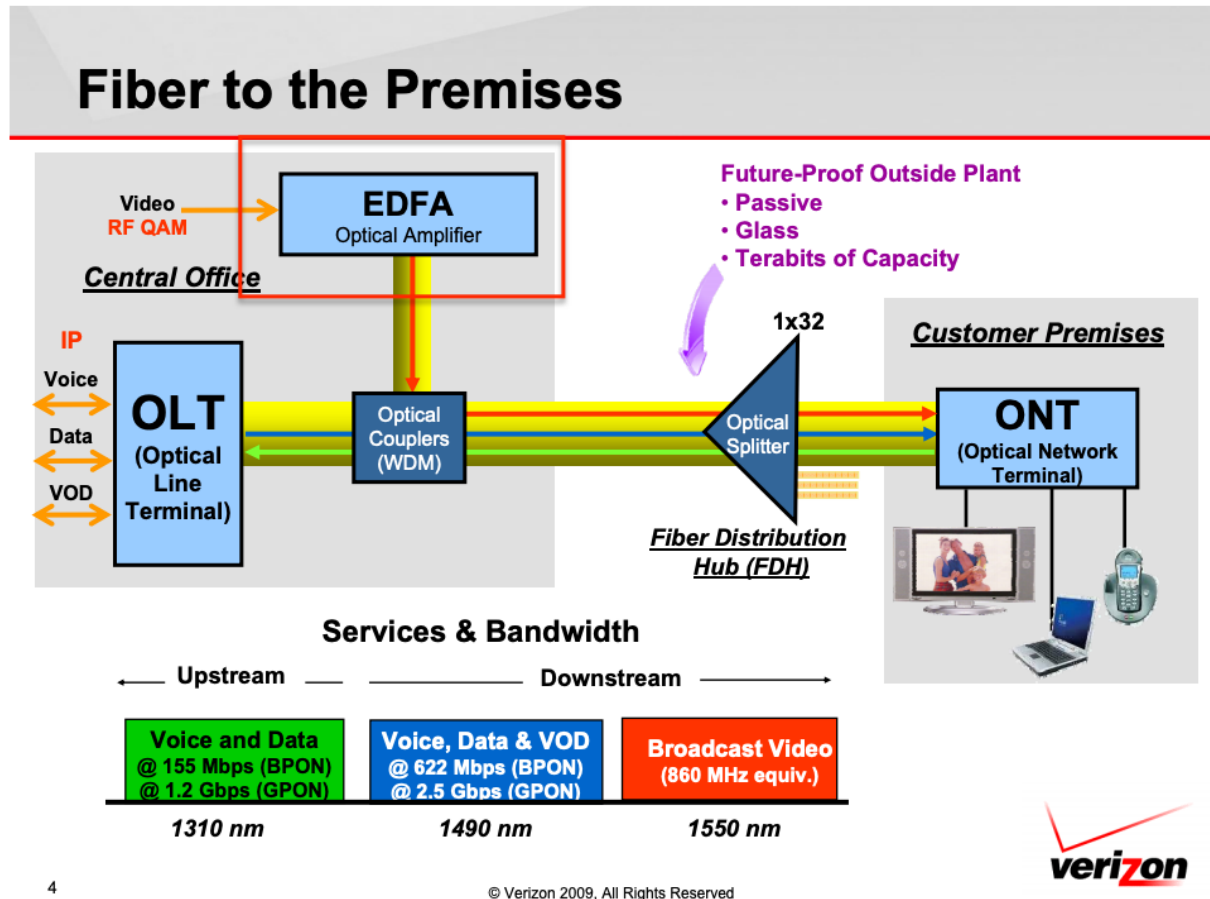 Fiber to the Premises
Video
RF QAM
EDFA
Optical Amplifier
Central Office
Future-Proof Outside Plant
• Passive
• Glass
• Terabits of Capacity
IP
Voice
Data
VOD
OLT
(Optical
Line
Terminal)
Optical
Couplers
(WDM)
1x32
Optical
Splitter
Fiber Distribution
Hub (FDH)
Customer Premises
ONT
(Optical Network
Terminal)
Services & Bandwidth
Upstream
Downstream
Voice and Data
@ 155 Mbps (BPON)
@ 1.2 Gbps (GPON)
1310 nm
Voice, Data & VOD
@ 622 Mbps (BPON)
@ 2.5 Gbps (GPON)
1490 nm
Broadcast Video
(860 MHz equiv.)
1550 nm
verizon
4
© Verizon 2009, All Rights Reserved